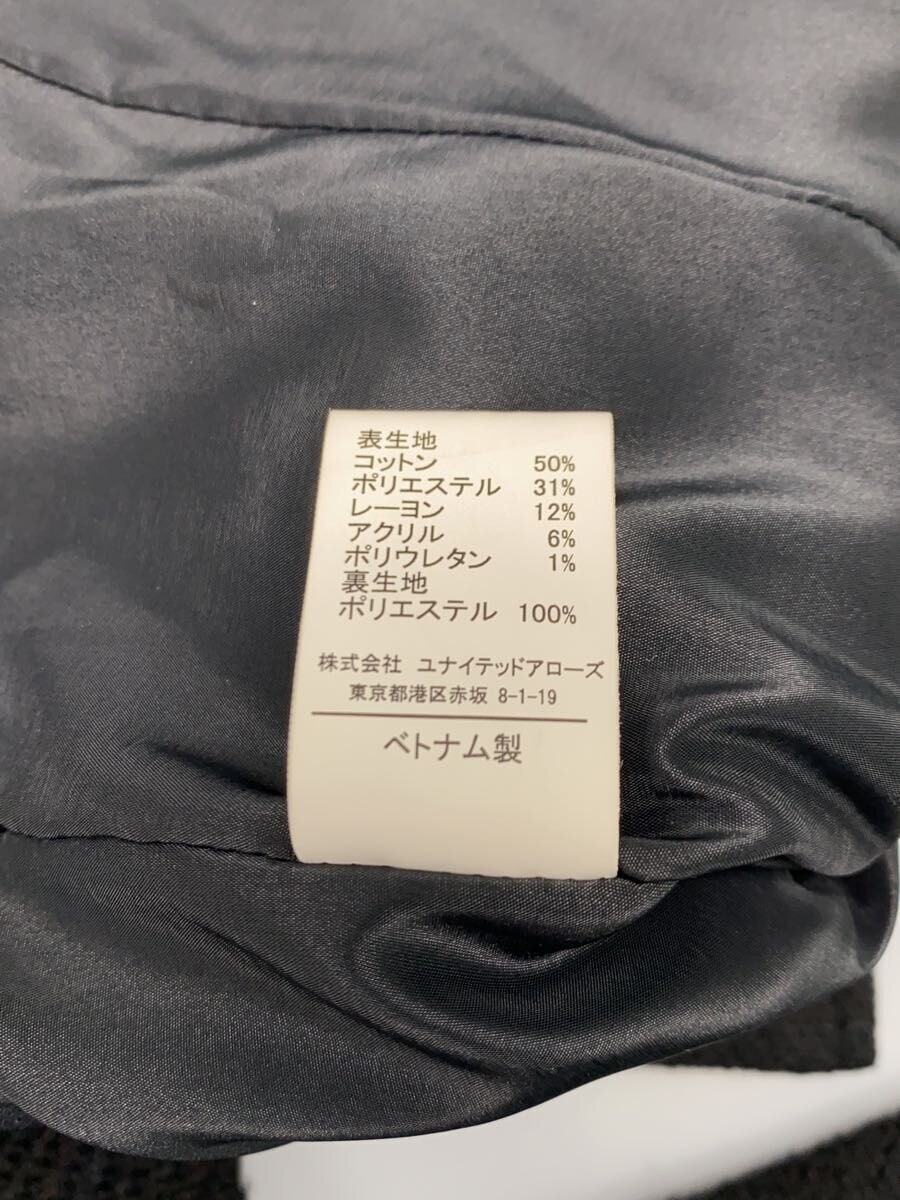 表生地
コットン 50%
ポリエステル 31%
レーヨン 12%
アクリル 6%
ポリウレタン 1%
裏生地
ポリエステル 100%
株式会社 ユナイテッドアローズ
東京都港区赤坂 8-1-19
ベトナム製